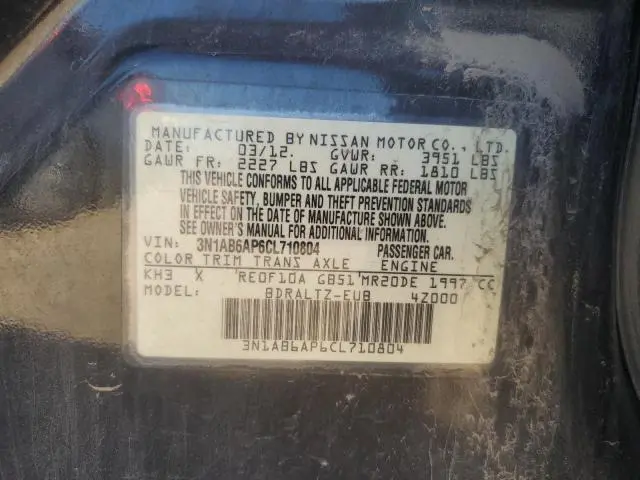 MANUFACTURED BY NISSAN MOTOR CO., LTD.
DATE: 03/12. GVWR: 3951 LBS
GAWR FR: 2227 LBS GAWR RR: 1810 LBS
THIS VEHICLE CONFORMS TO ALL APPLICABLE FEDERAL MOTOR
VEHICLE SAFETY, BUMPER AND THEFT PREVENTION STANDARDS
IN EFFECT ON THE DATE OF MANUFACTURE SHOWN ABOVE.
SEE OWNER'S MANUAL FOR ADDITIONAL INFORMATION.
VIN: 3N1AB6AP6CL710804 PASSENGER CAR.
COLOR TRIM TRANS AXLE ENGINE
KH3 X RE0F10A GB51 MR20DE 1997 CC
MODEL: BDRALTZ-EUB 4Z000
3N1AB6AP6CL710804